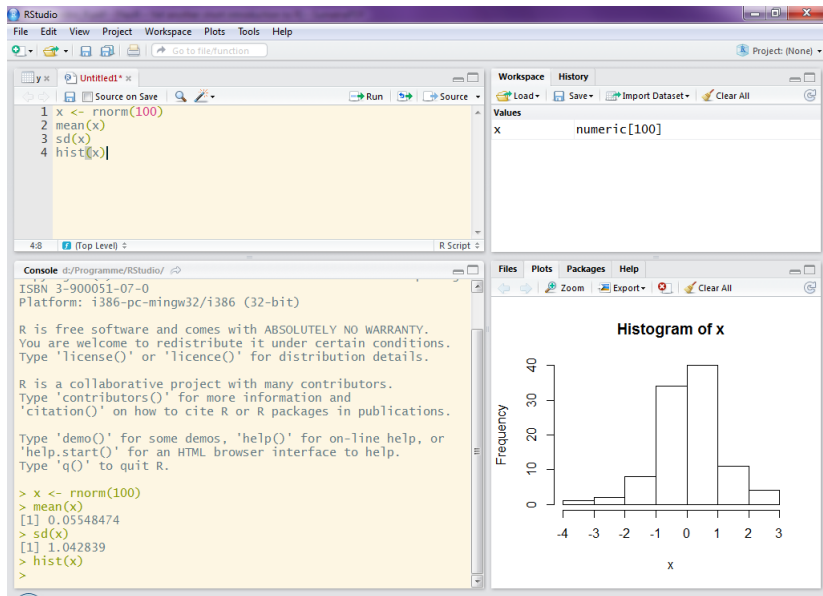 RStudio
File Edit View Project Workspace Plots Tools Help
Go to file/function
Project: (None)
y
Untitled1*
Source on Save
Run
Source
1 x <- rnorm(100)
2 mean(x)
3 sd(x)
4 hist(x)
4:8
(Top Level)
R Script
Workspace History
Load Save Import Dataset Clear All
Values
x numeric[100]
Console d:/Programme/RStudio/
ISBN 3-900051-07-0
Platform: i386-pc-mingw32/i386 (32-bit)
R is free software and comes with ABSOLUTELY NO WARRANTY.
You are welcome to redistribute it under certain conditions.
Type 'license()' or 'licence()' for distribution details.
R is a collaborative project with many contributors.
Type 'contributors()' for more information and
'citation()' on how to cite R or R packages in publications.
Type 'demo()' for some demos, 'help()' for on-line help, or
'help.start()' for an HTML browser interface to help.
Type 'q()' to quit R.
> x <- rnorm(100)
> mean(x)
[1] 0.05548474
> sd(x)
[1] 1.042839
> hist(x)
>
Files Plots Packages Help
Zoom Export Clear All
Histogram of x
Frequency
40
30
20
10
0
-4 -3 -2 -1 0 1 2 3
x